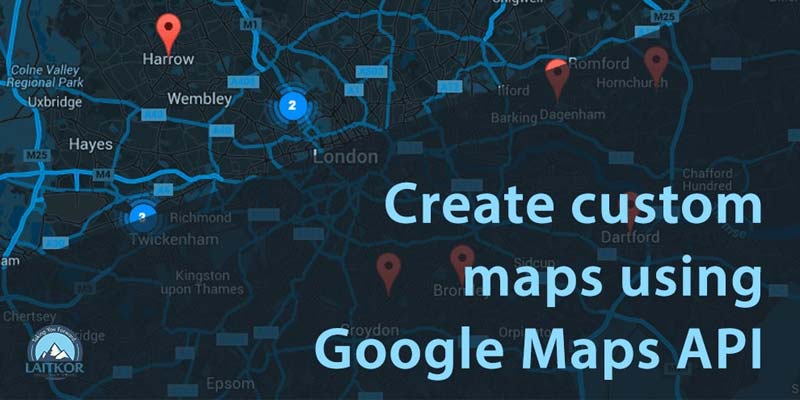 Chigwell
M1
M25
Harrow
Colne Valley
Regional Park
Uxbridge
Wembley
Romford
Hornchurch
Ilford
Barking
Dagenham
2
Hayes
M25
M4
London
Richmond
Twickenham
Kingston
upon Thames
Chafford
Hundred
Dartford
Sidcup
Croydon
Chertsey
Epsom
Create custom
maps using
Google Maps API
Taking You Forward
LAITKOR